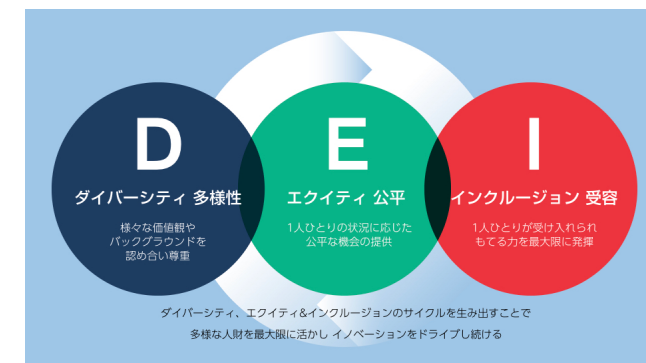 D
ダイバーシティ 多様性
様々な価値観や
バックグラウンドを
認め合い尊重
E
エクイティ 公平
1人ひとりの状況に応じた
公平な機会の提供
I
インクルージョン 受容
1人ひとりが受け入れられ
もてる力を最大限に発揮
ダイバーシティ、エクイティ&インクルージョンのサイクルを生み出すことで
多様な人財を最大限に活かし イノベーションをドライブし続ける